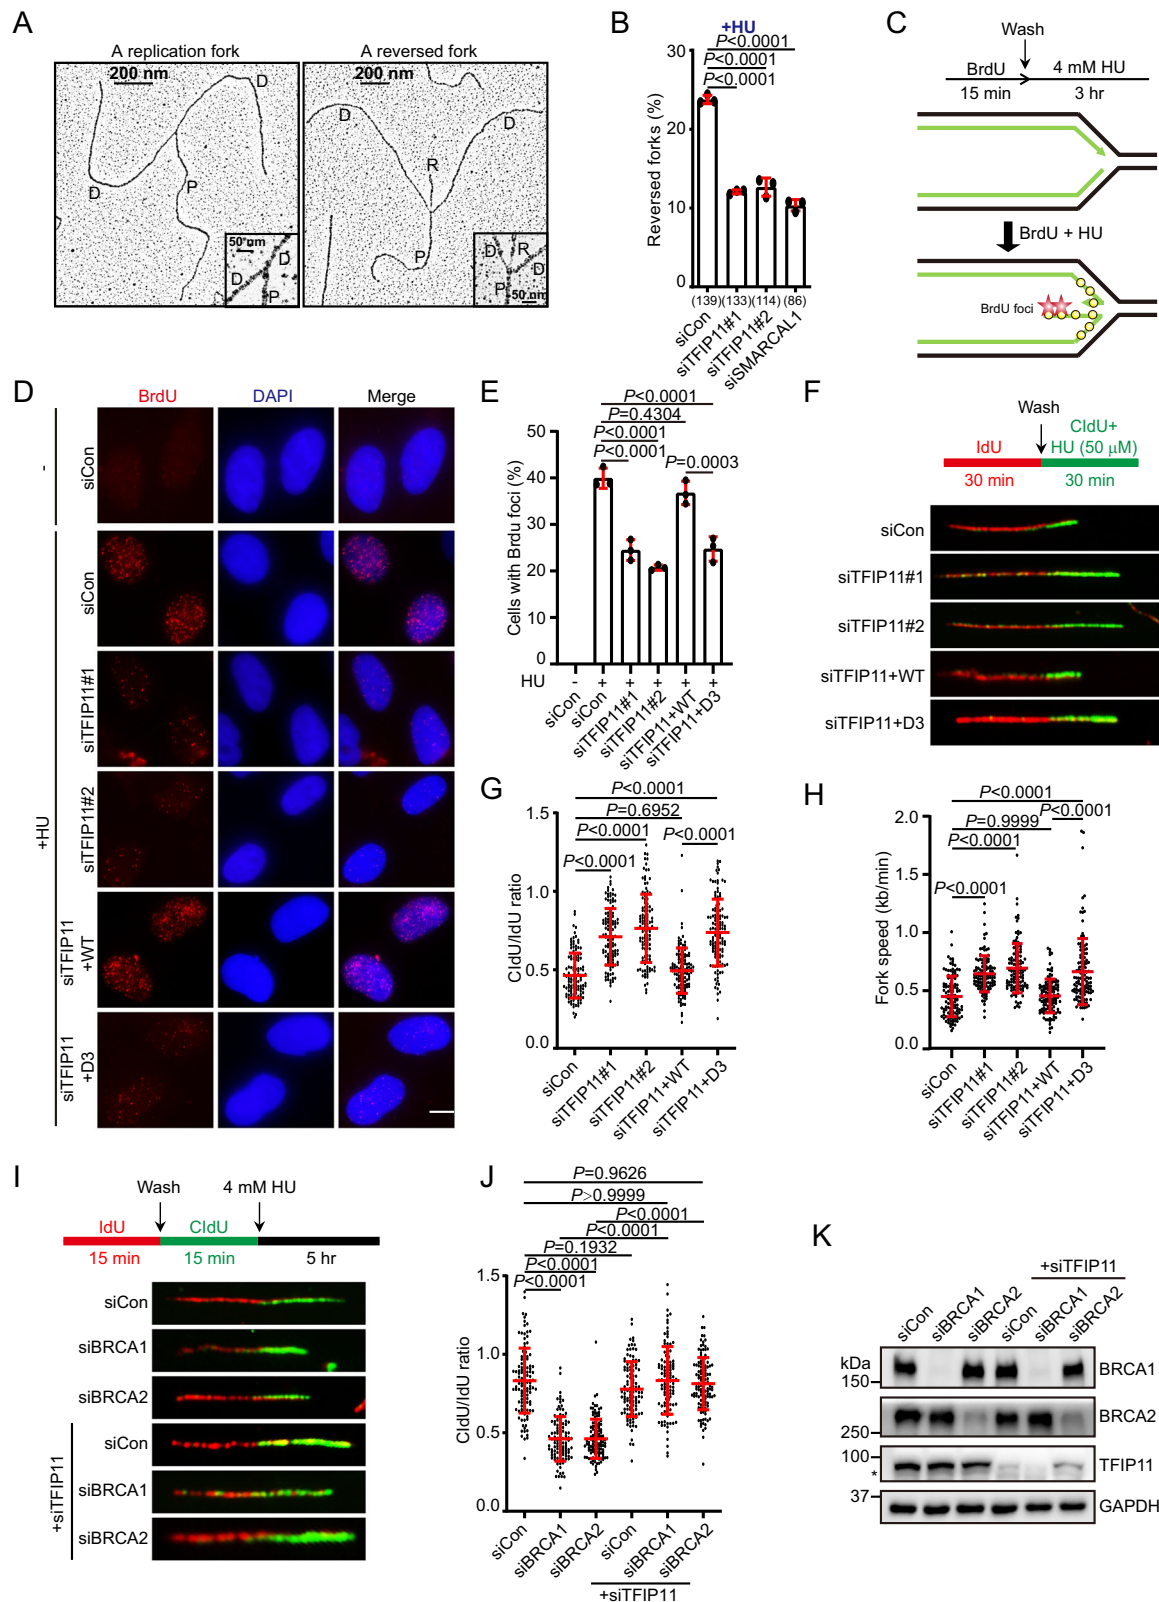 A
A replication fork
A reversed fork
200 nm
D
D
P
50 nm
D
D
P
200 nm
D
D
R
P
D
R
D
P
50 nm
B
+HU
P<0.0001
P<0.0001
P<0.0001
Reversed forks (%)
30
20
10
0
(139)(133)(114) (86)
siCon
siTFIP11#1
siTFIP11#2
siSMARCAL1
C
Wash
BrdU
4 mM HU
15 min
3 hr
BrdU + HU
BrdU foci
D
BrdU
DAPI
Merge
-
siCon
+HU
siCon
siTFIP11#1
siTFIP11#2
siTFIP11
+WT
siTFIP11
+D3
E
P<0.0001
P=0.4304
P<0.0001
P<0.0001
P=0.0003
Cells with Brdu foci (%)
50
40
30
20
10
0
HU - + + + + +
siCon
siCon
siTFIP11#1
siTFIP11#2
siTFIP11+WT
siTFIP11+D3
F
Wash
IdU
CldU+
HU (50 μM)
30 min
30 min
siCon
siTFIP11#1
siTFIP11#2
siTFIP11+WT
siTFIP11+D3
G
P<0.0001
P=0.6952
P<0.0001
P<0.0001
P<0.0001
CldU/IdU ratio
1.5
1.0
0.5
0.0
siCon
siTFIP11#1
siTFIP11#2
siTFIP11+WT
siTFIP11+D3
H
P<0.0001
P<0.0001
P=0.9999
P<0.0001
P<0.0001
Fork speed (kb/min)
2.0
1.5
1.0
0.5
0.0
siCon
siTFIP11#1
siTFIP11#2
siTFIP11+WT
siTFIP11+D3
I
Wash
4 mM HU
IdU
CldU
15 min
15 min
5 hr
siCon
siBRCA1
siBRCA2
+siTFIP11
siCon
siBRCA1
siBRCA2
J
P=0.9626
P>0.9999
P<0.0001
P<0.0001
P=0.1932
P<0.0001
P<0.0001
CldU/IdU ratio
1.5
1.0
0.5
0.0
siCon
siBRCA1
siBRCA2
siCon
siBRCA1
siBRCA2
+siTFIP11
K
+siTFIP11
siCon
siBRCA1
siBRCA2
siCon
siBRCA1
siBRCA2
kDa
150
BRCA1
250
BRCA2
100
*
TFIP11
37
GAPDH